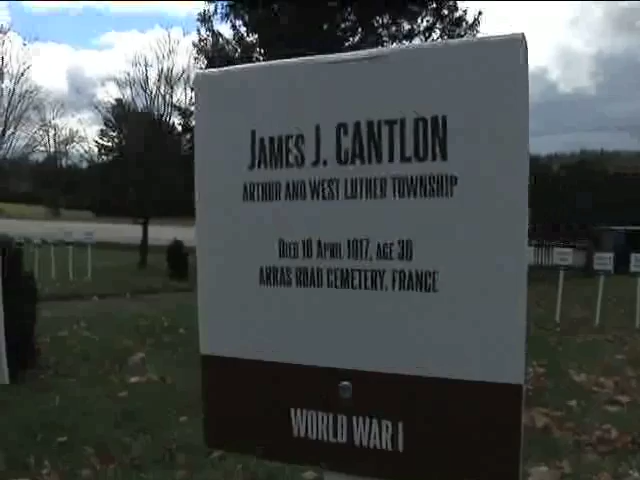 JAMES J. CANTLON
ARTHUR AND WEST LUTHER TOWNSHIP
DIED 10 APRIL 1917, AGE 30
ARRAS ROAD CEMETERY, FRANCE
WORLD WAR I